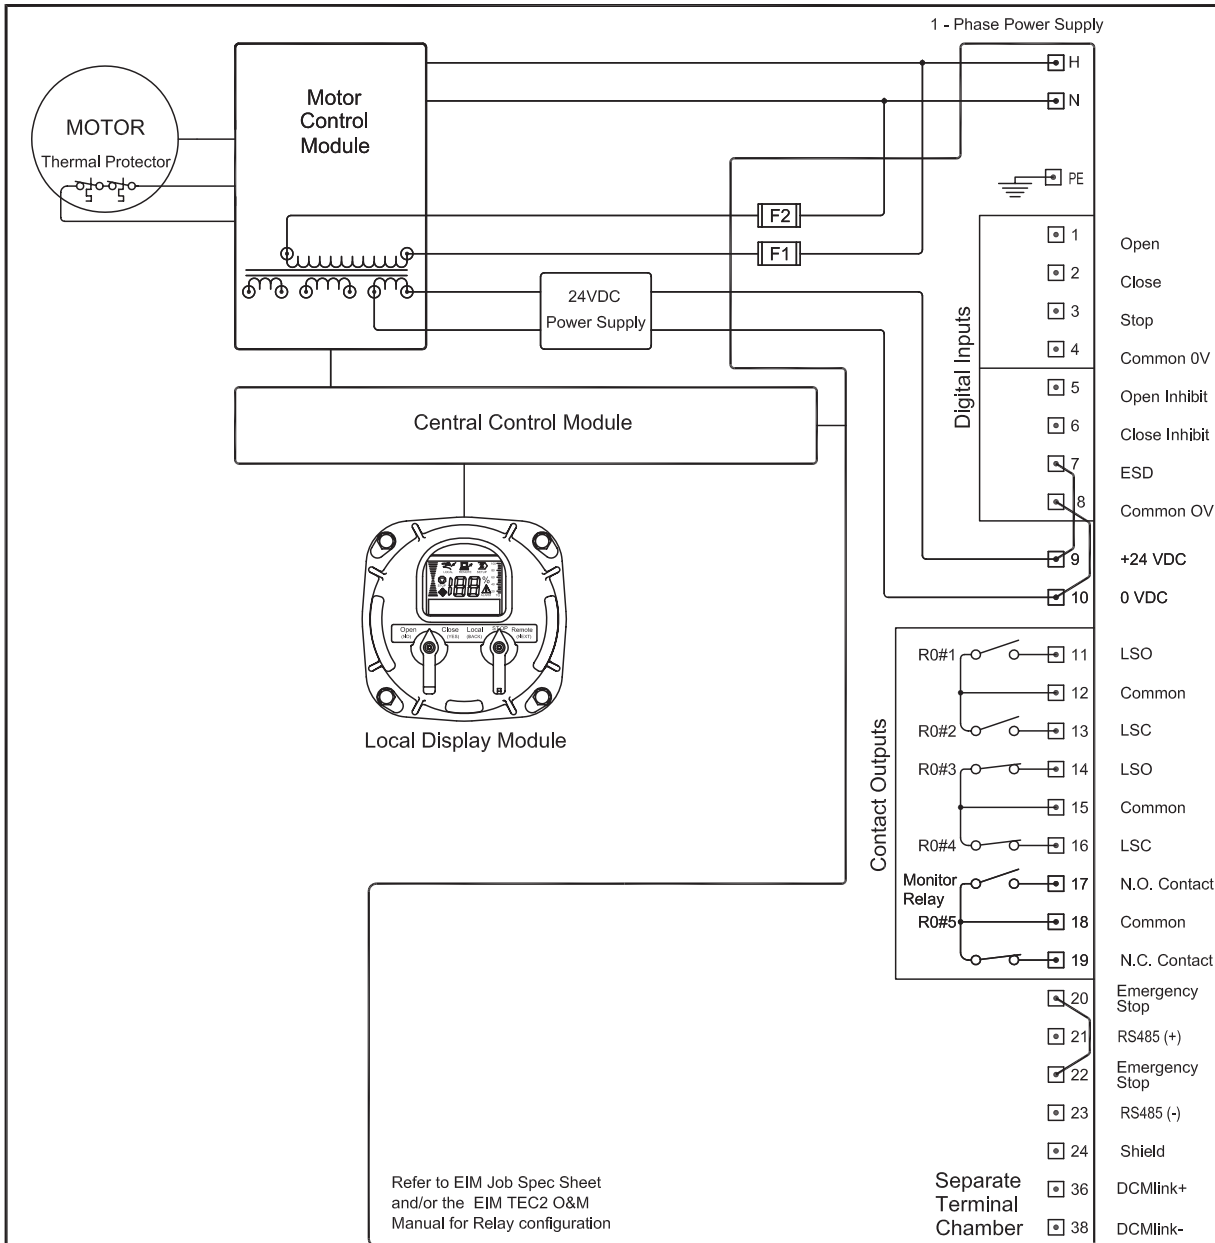 1 - Phase Power Supply
H
N
PE
MOTOR
Thermal Protector
Motor
Control
Module
F2
F1
24VDC
Power Supply
Central Control Module
Open
(NO)
Close
(YES)
Local
(BACK)
STOP
Remote
(NEXT)
188
%
Local Display Module
Digital Inputs
1 Open
2 Close
3 Stop
4 Common 0V
5 Open Inhibit
6 Close Inhibit
7 ESD
8 Common OV
9 +24 VDC
10 0 VDC
Contact Outputs
R0#1 11 LSO
12 Common
R0#2 13 LSC
R0#3 14 LSO
15 Common
R0#4 16 LSC
Monitor
Relay
17 N.O. Contact
R0#5 18 Common
19 N.C. Contact
20 Emergency
Stop
21 RS485 (+)
22 Emergency
Stop
23 RS485 (-)
24 Shield
Separate
Terminal
Chamber
36 DCMlink+
38 DCMlink-
Refer to EIM Job Spec Sheet
and/or the EIM TEC2 O&M
Manual for Relay configuration